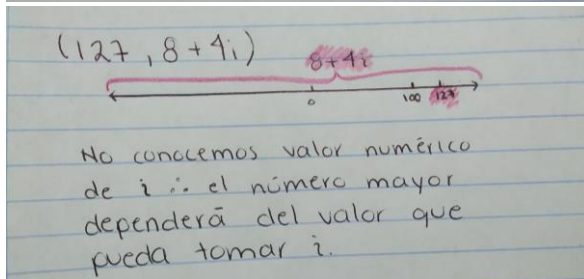 (127, 8+4i)
8+4i
0 100 127
No conocemos valor numérico
de i ∴ el número mayor
dependerá del valor que
pueda tomar i.